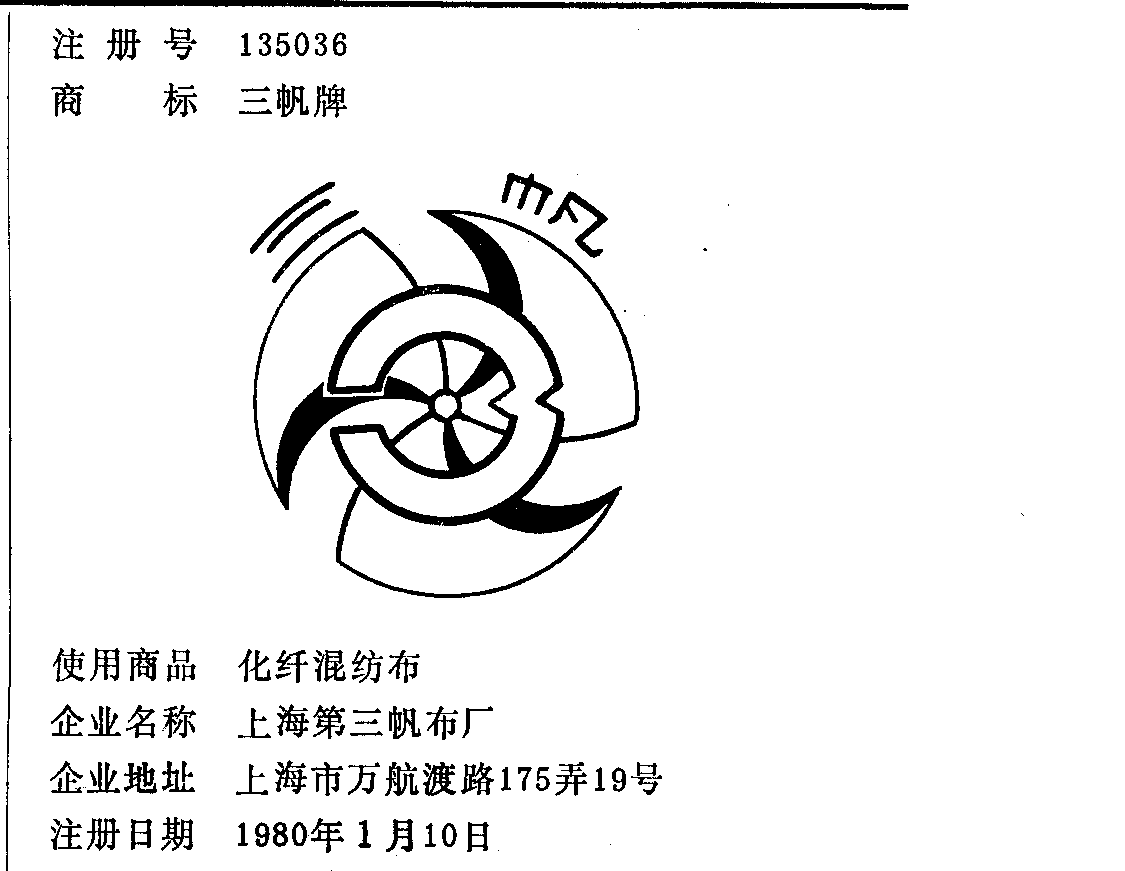 注册号 135036
商标 三帆牌
三帆
使用商品 化纤混纺布
企业名称 上海第三帆布厂
企业地址 上海市万航渡路175弄19号
注册日期 1980年1月10日